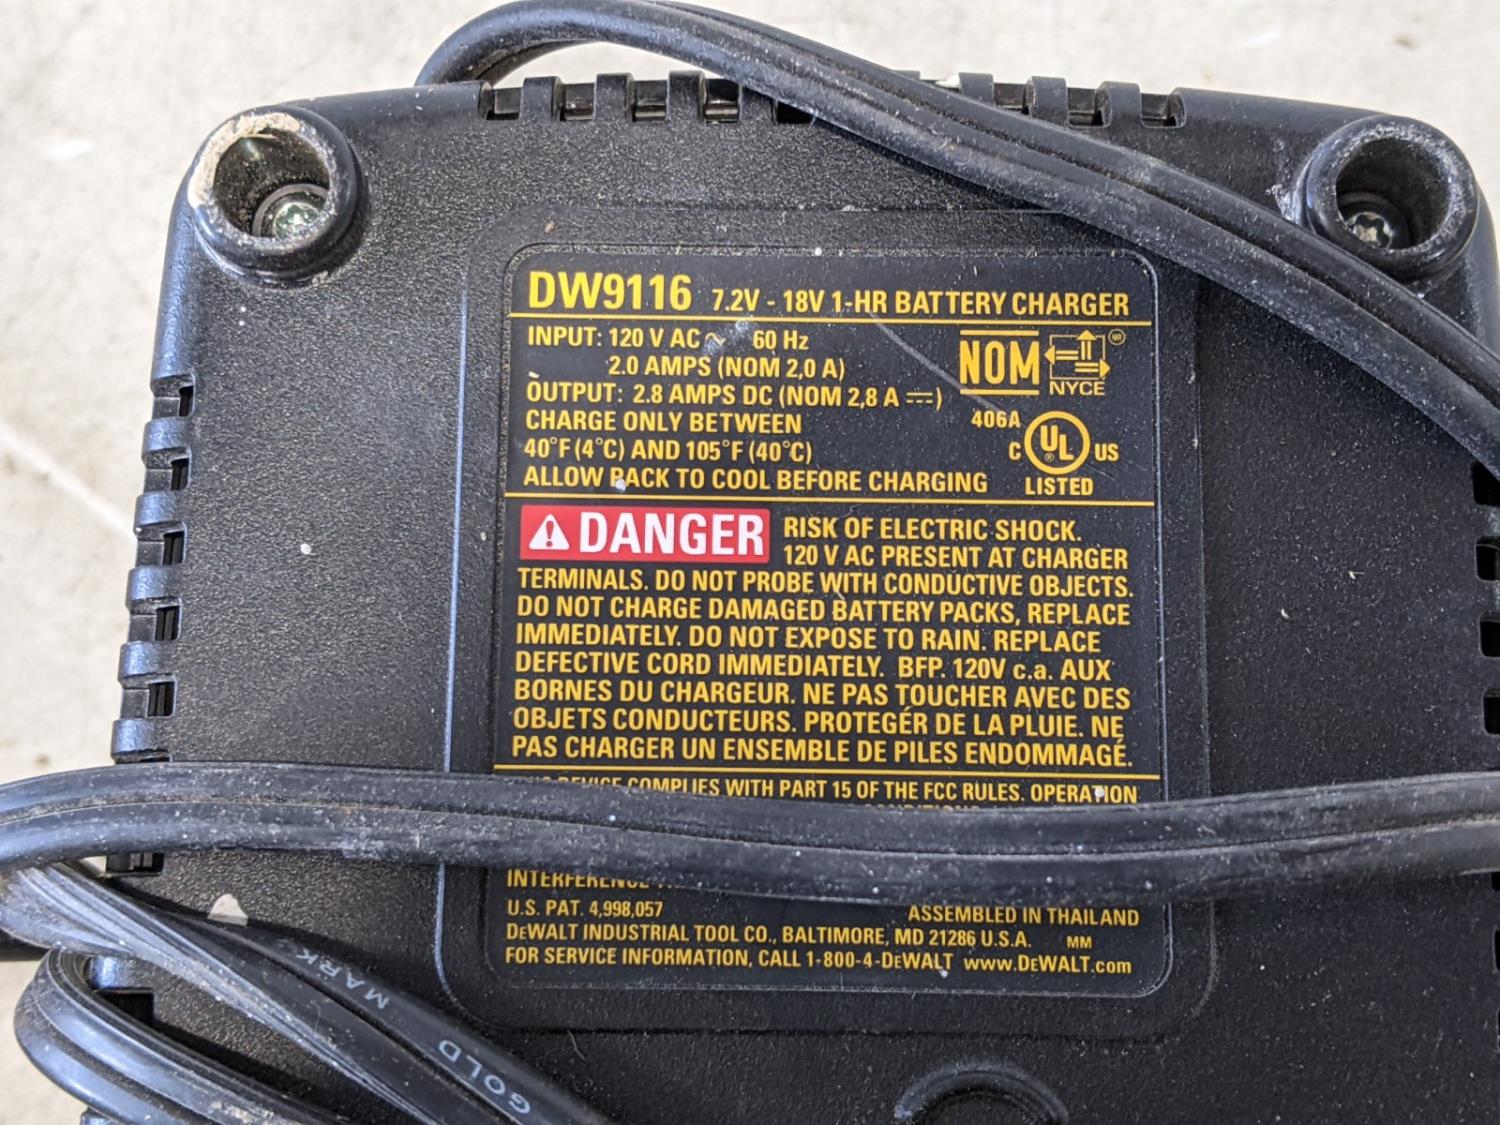 DW9116 7.2V - 18V 1-HR BATTERY CHARGER
INPUT: 120 V AC ~ 60 Hz
2.0 AMPS (NOM 2,0 A)
OUTPUT: 2.8 AMPS DC (NOM 2,8 A ⎓)
CHARGE ONLY BETWEEN
40°F (4°C) AND 105°F (40°C)
ALLOW PACK TO COOL BEFORE CHARGING
NOM
MR
NYCE
406A
C UL ® US
LISTED
DANGER RISK OF ELECTRIC SHOCK.
120 V AC PRESENT AT CHARGER
TERMINALS. DO NOT PROBE WITH CONDUCTIVE OBJECTS.
DO NOT CHARGE DAMAGED BATTERY PACKS, REPLACE
IMMEDIATELY. DO NOT EXPOSE TO RAIN. REPLACE
DEFECTIVE CORD IMMEDIATELY. BFP. 120V c.a. AUX
BORNES DU CHARGEUR. NE PAS TOUCHER AVEC DES
OBJETS CONDUCTEURS. PROTEGÉR DE LA PLUIE. NE
PAS CHARGER UN ENSEMBLE DE PILES ENDOMMAGÉ.
DEVICE COMPLIES WITH PART 15 OF THE FCC RULES. OPERATION
INTERFERENCE
U.S. PAT. 4,998,057 ASSEMBLED IN THAILAND
DEWALT INDUSTRIAL TOOL CO., BALTIMORE, MD 21286 U.S.A. MM
FOR SERVICE INFORMATION, CALL 1-800-4-DEWALT www.DEWALT.com
GOLD MARK